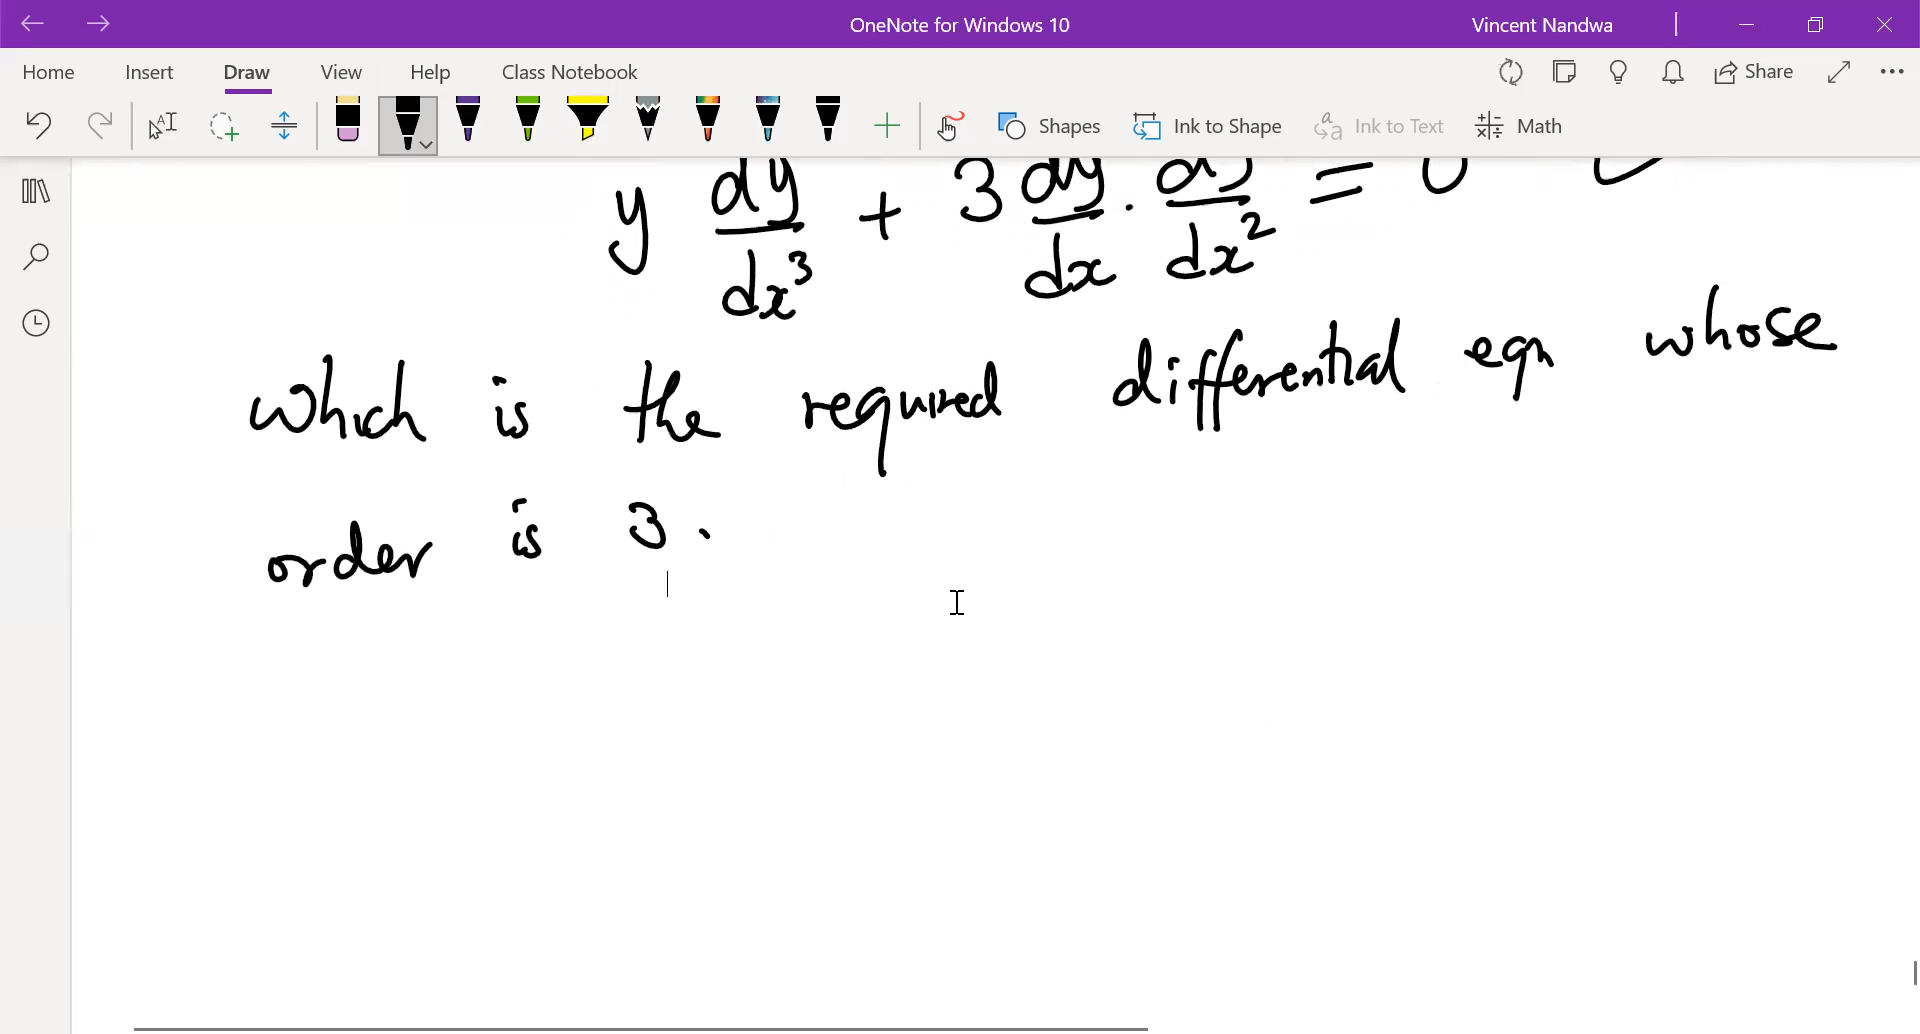 OneNote for Windows 10
Vincent Nandwa
Home Insert Draw View Help Class Notebook Share
Shapes Ink to Shape Ink to Text Math
y dy/dx³ + 3 dy/dx · dy/dx² = 0
which is the required differential eqn whose
order is 3.